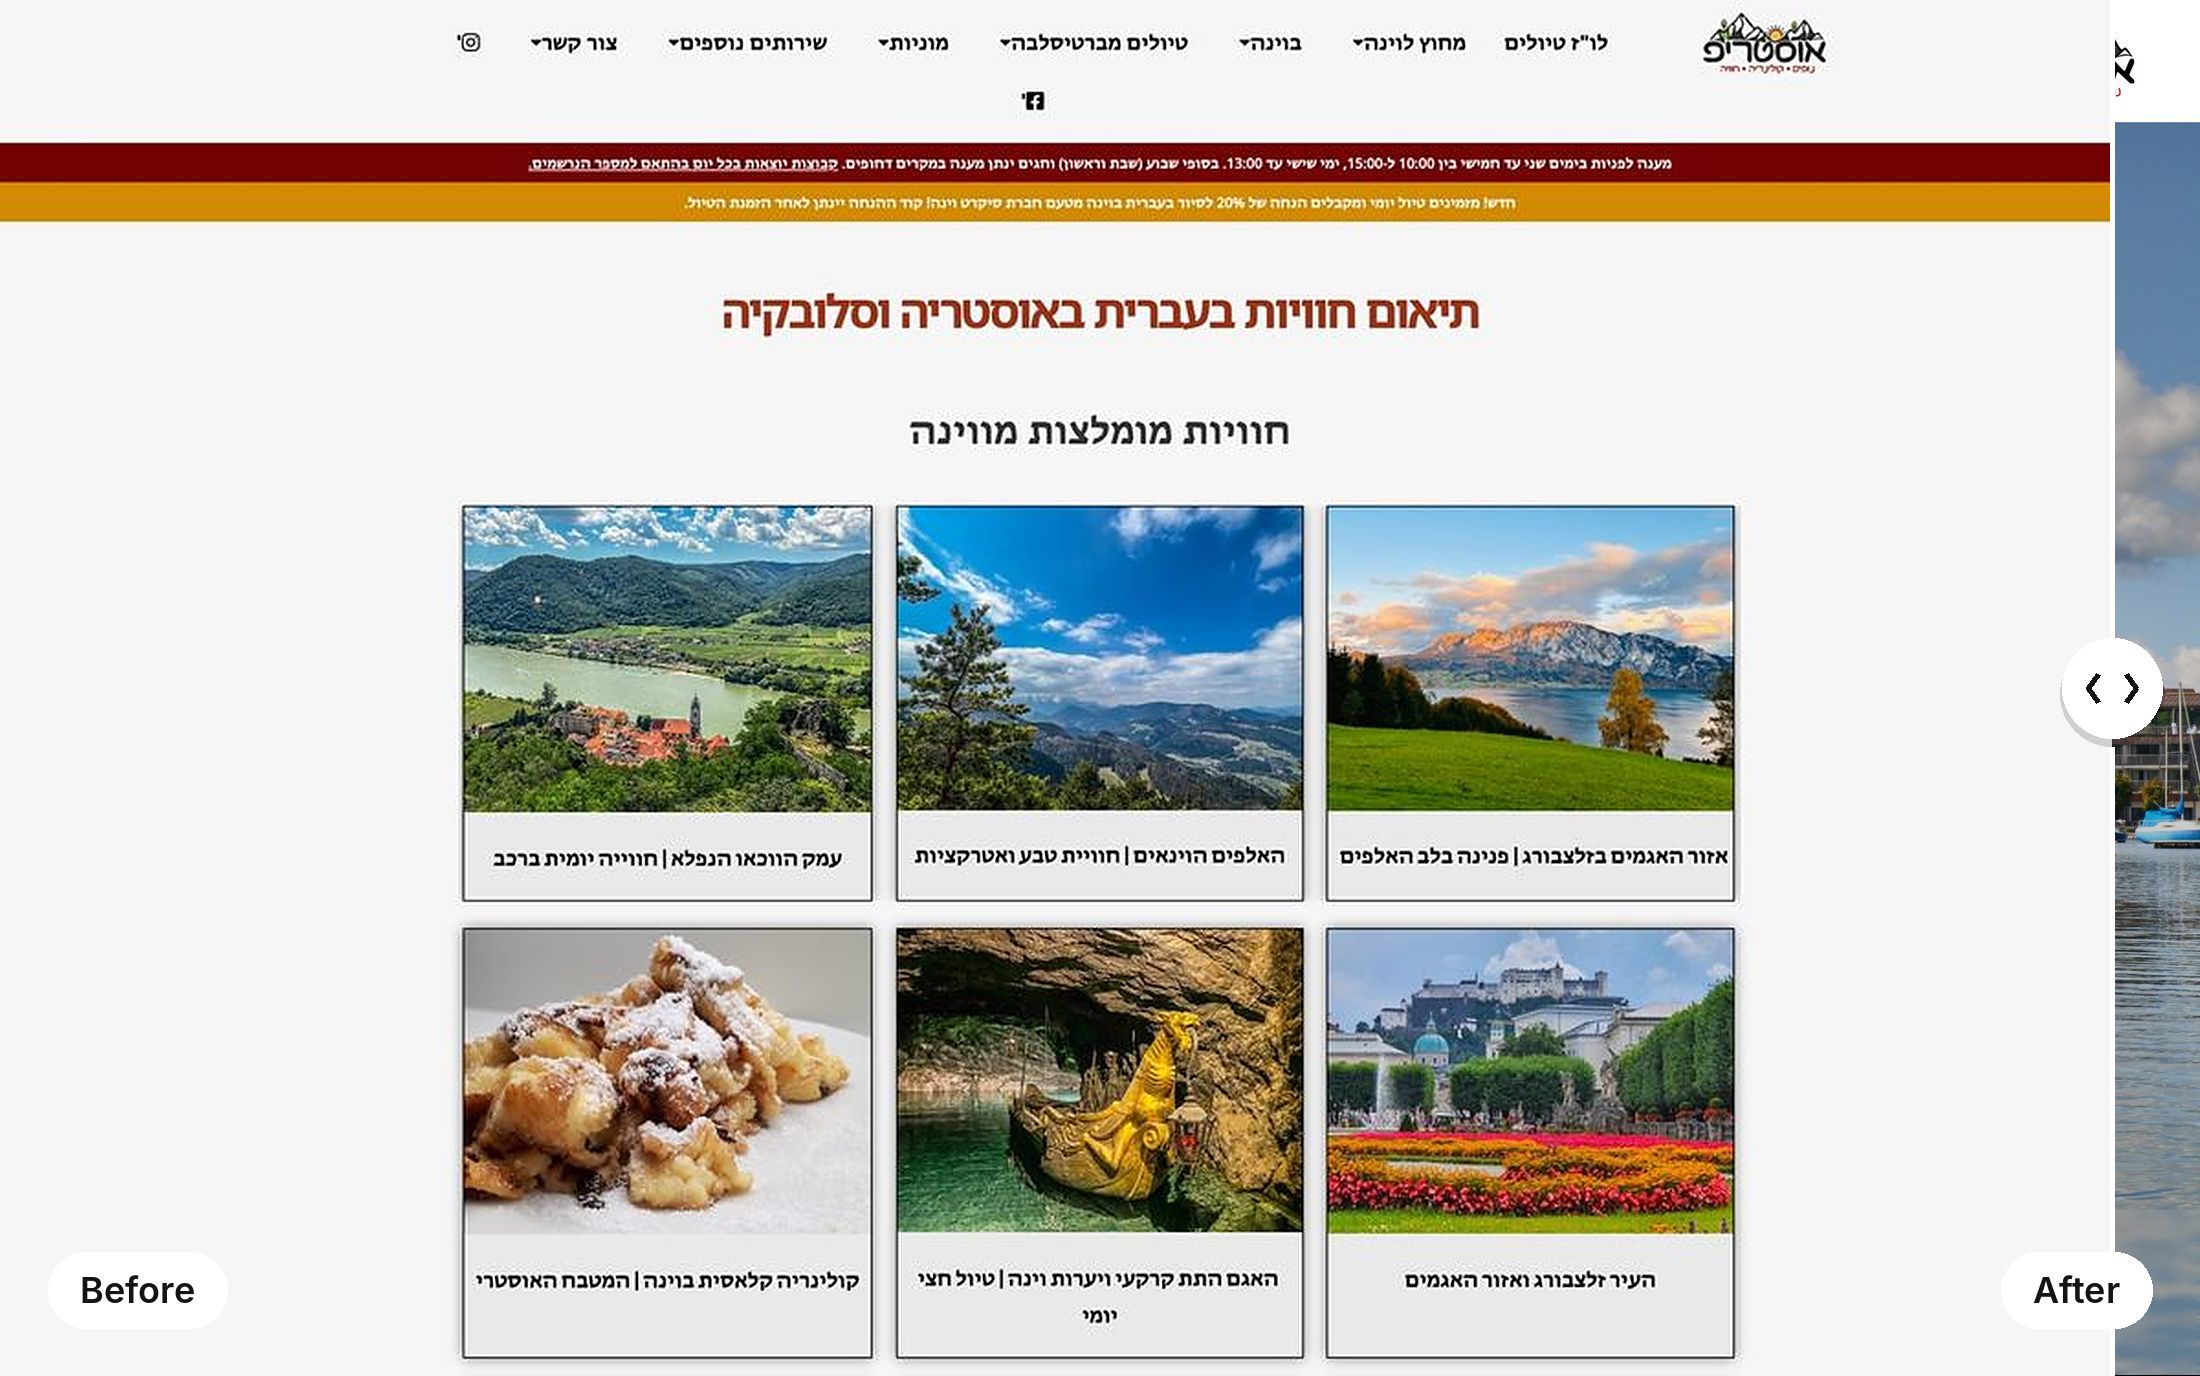 אוסטריפ
נופים • קולינריה • חוויה
לו"ז טיולים
מחוץ לוינה
בוינה
טיולים מברטיסלבה
מוניות
שירותים נוספים
צור קשר
מענה לפניות בימים שני עד חמישי בין 10:00 ל-15:00, ימי שישי עד 13:00. בסופי שבוע (שבת וראשון) וחגים ינתן מענה במקרים דחופים. קבוצות יוצאות בכל יום בהתאם למספר הנרשמים.
חדש! מזמינים טיול יומי ומקבלים הנחה של 20% לסיור בעברית בוינה מטעם חברת סיקרט וינה! קוד ההנחה יינתן לאחר הזמנת הטיול.
תיאום חוויות בעברית באוסטריה וסלובקיה
חוויות מומלצות מווינה
אזור האגמים בזלצבורג | פנינה בלב האלפים
האלפים הוינאים | חוויית טבע ואטרקציות
עמק הווכאו הנפלא | חווייה יומית ברכב
העיר זלצבורג ואזור האגמים
האגם התת קרקעי ויערות וינה | טיול חצי
יומי
קולינריה קלאסית בוינה | המטבח האוסטרי
Before
After